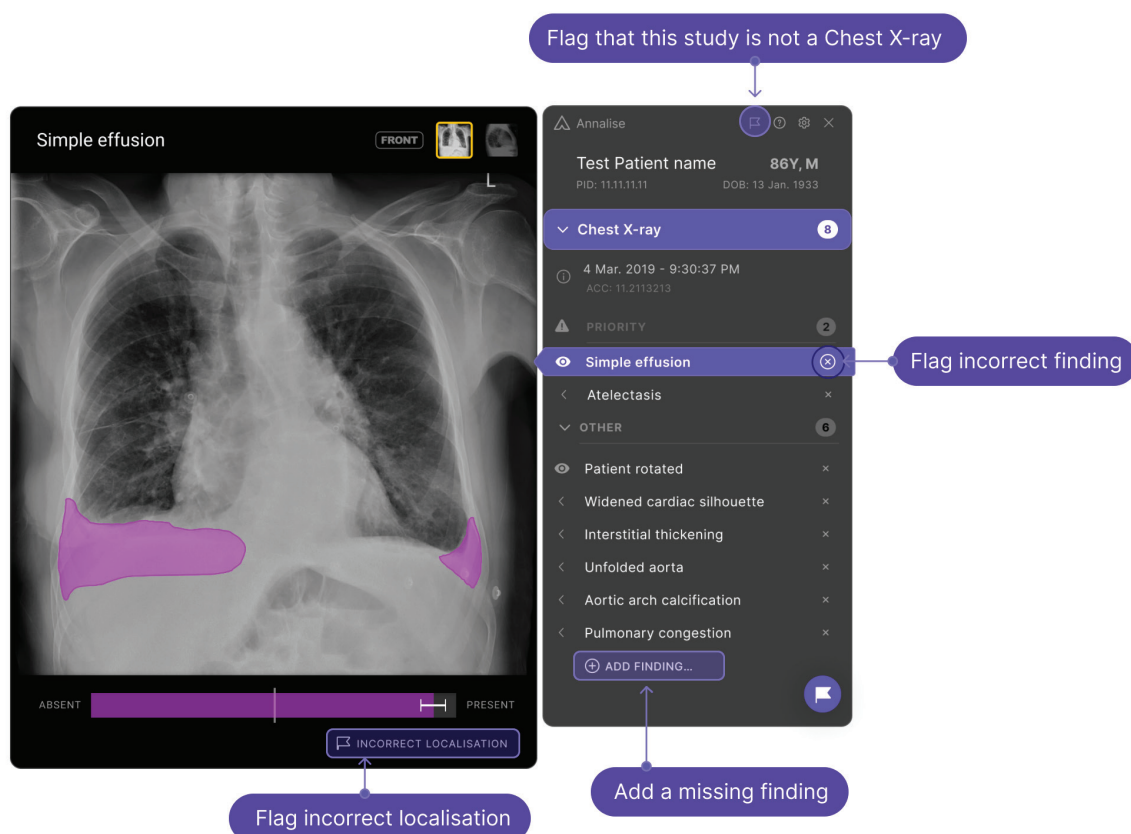 Flag that this study is not a Chest X-ray
Simple effusion
FRONT
L
ABSENT
PRESENT
INCORRECT LOCALISATION
Flag incorrect localisation
Annalise
Test Patient name
86Y, M
PID: 11.11.11.11
DOB: 13 Jan. 1933
Chest X-ray
8
4 Mar. 2019 - 9:30:37 PM
ACC: 11.2113213
PRIORITY
2
Simple effusion
Flag incorrect finding
Atelectasis
OTHER
6
Patient rotated
Widened cardiac silhouette
Interstitial thickening
Unfolded aorta
Aortic arch calcification
Pulmonary congestion
ADD FINDING...
Add a missing finding